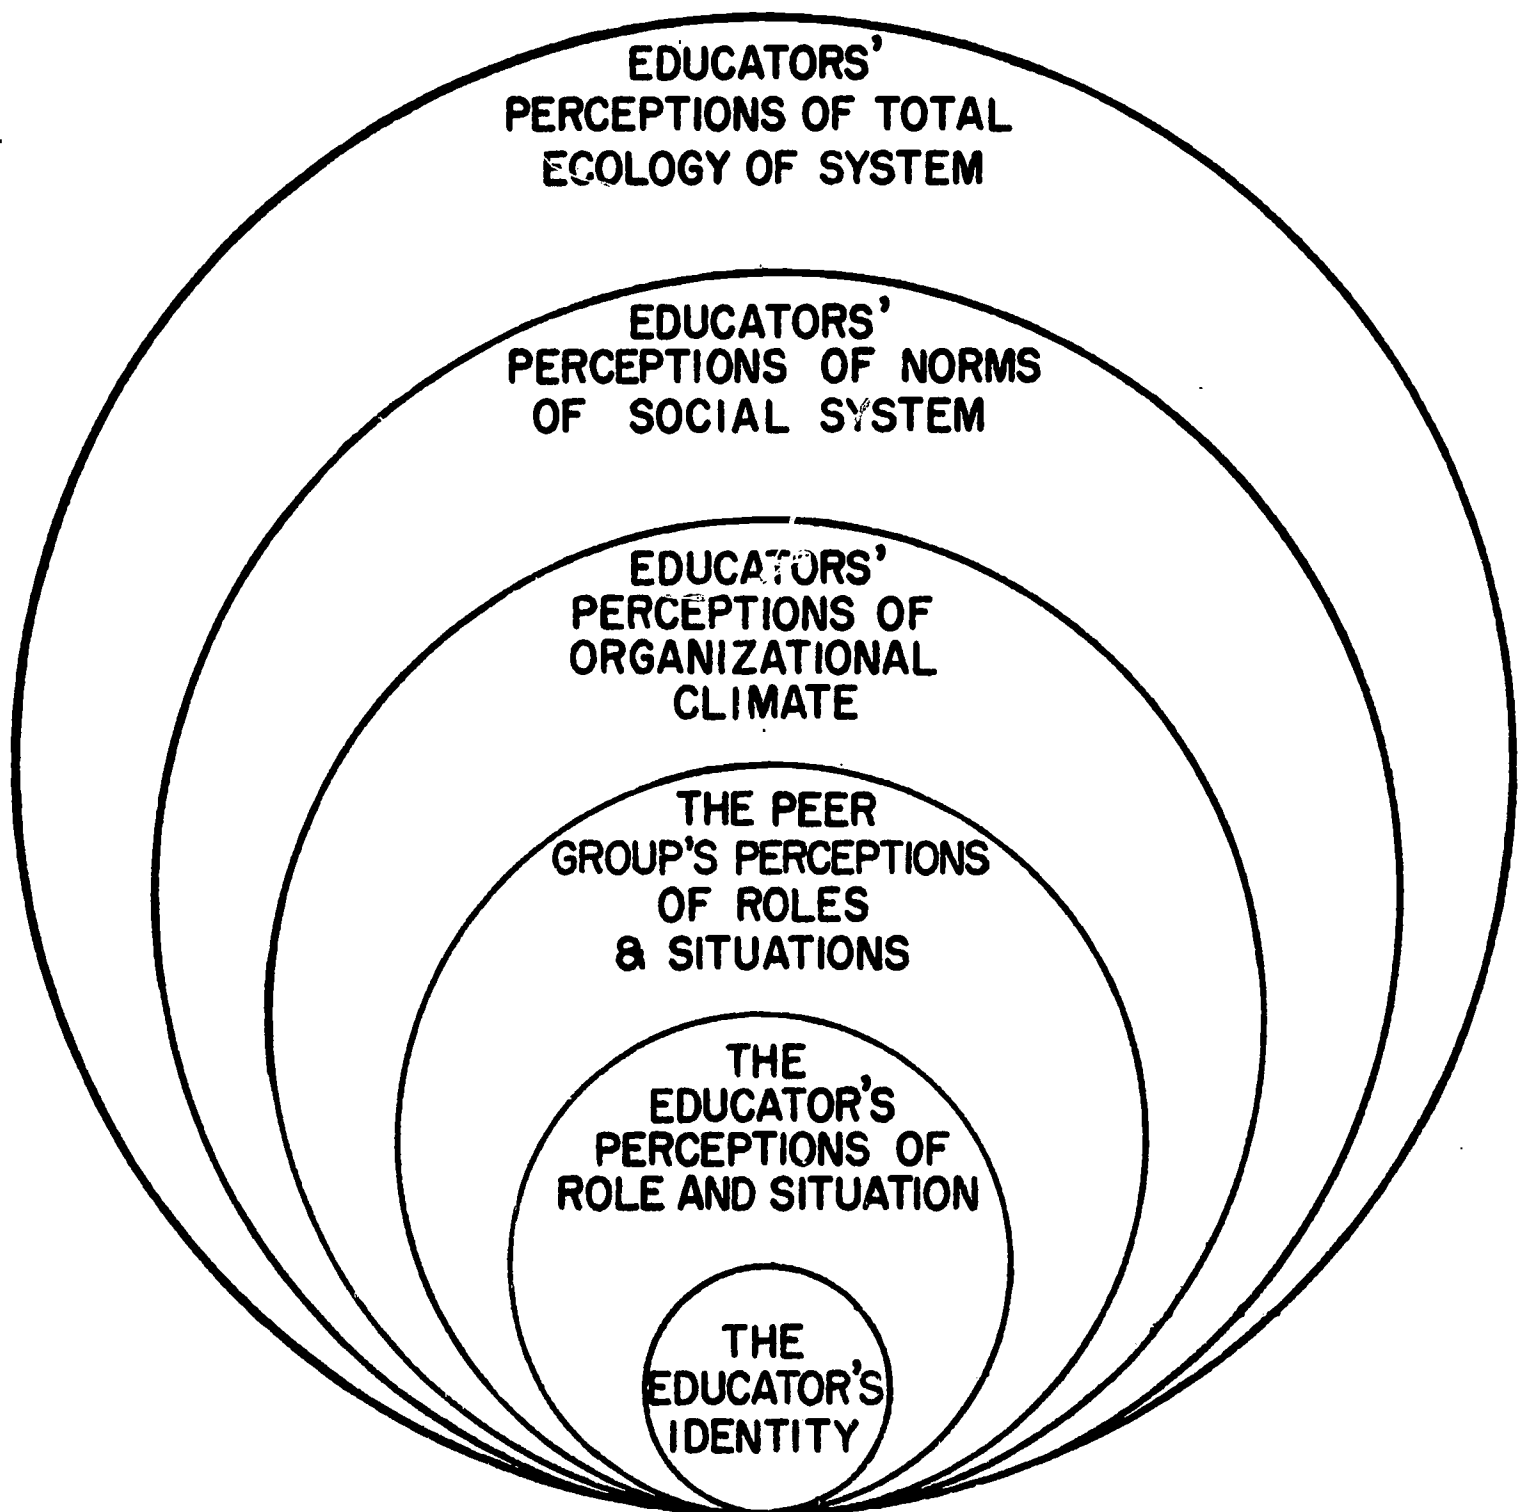 EDUCATORS'
PERCEPTIONS OF TOTAL
ECOLOGY OF SYSTEM
EDUCATORS'
PERCEPTIONS OF NORMS
OF SOCIAL SYSTEM
EDUCATORS'
PERCEPTIONS OF
ORGANIZATIONAL
CLIMATE
THE PEER
GROUP'S PERCEPTIONS
OF ROLES
& SITUATIONS
THE
EDUCATOR'S
PERCEPTIONS OF
ROLE AND SITUATION
THE
EDUCATOR'S
IDENTITY